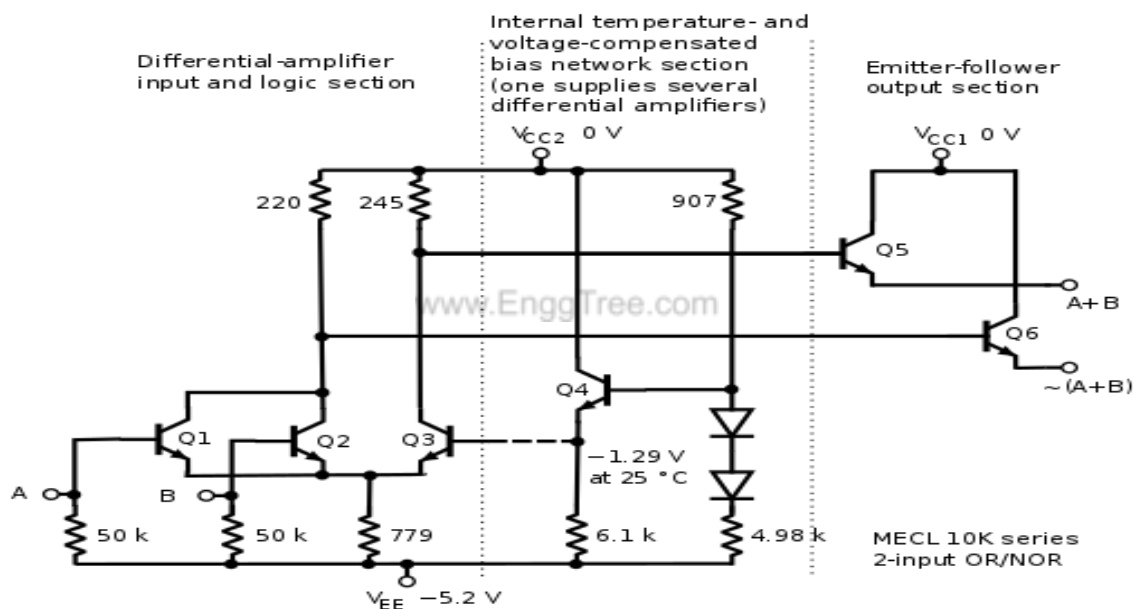 Differential-amplifier
input and logic section
Internal temperature- and
voltage-compensated
bias network section
(one supplies several
differential amplifiers)
Emitter-follower
output section
VCC2 0 V
VCC1 0 V
220
245
907
Q5
www.EnggTree.com
A+B
Q6
~(A+B)
Q4
Q1
Q2
Q3
−1.29 V
at 25 °C
A
B
50 k
50 k
779
6.1 k
4.98 k
MECL 10K series
2-input OR/NOR
VEE −5.2 V